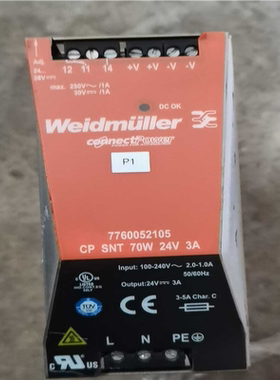 Adj.
24...
28V⎓
12 11 14 +V +V -V -V
max. 250V~/1A
30V⎓/1A
DC OK
Weidmüller
connectPower
P1
7760052105
CP SNT 70W 24V 3A
Input: 100-240V~ 2.0-1.0A
50/60Hz
Output: 24V⎓ 3A
3-5A Char. C
L N PE